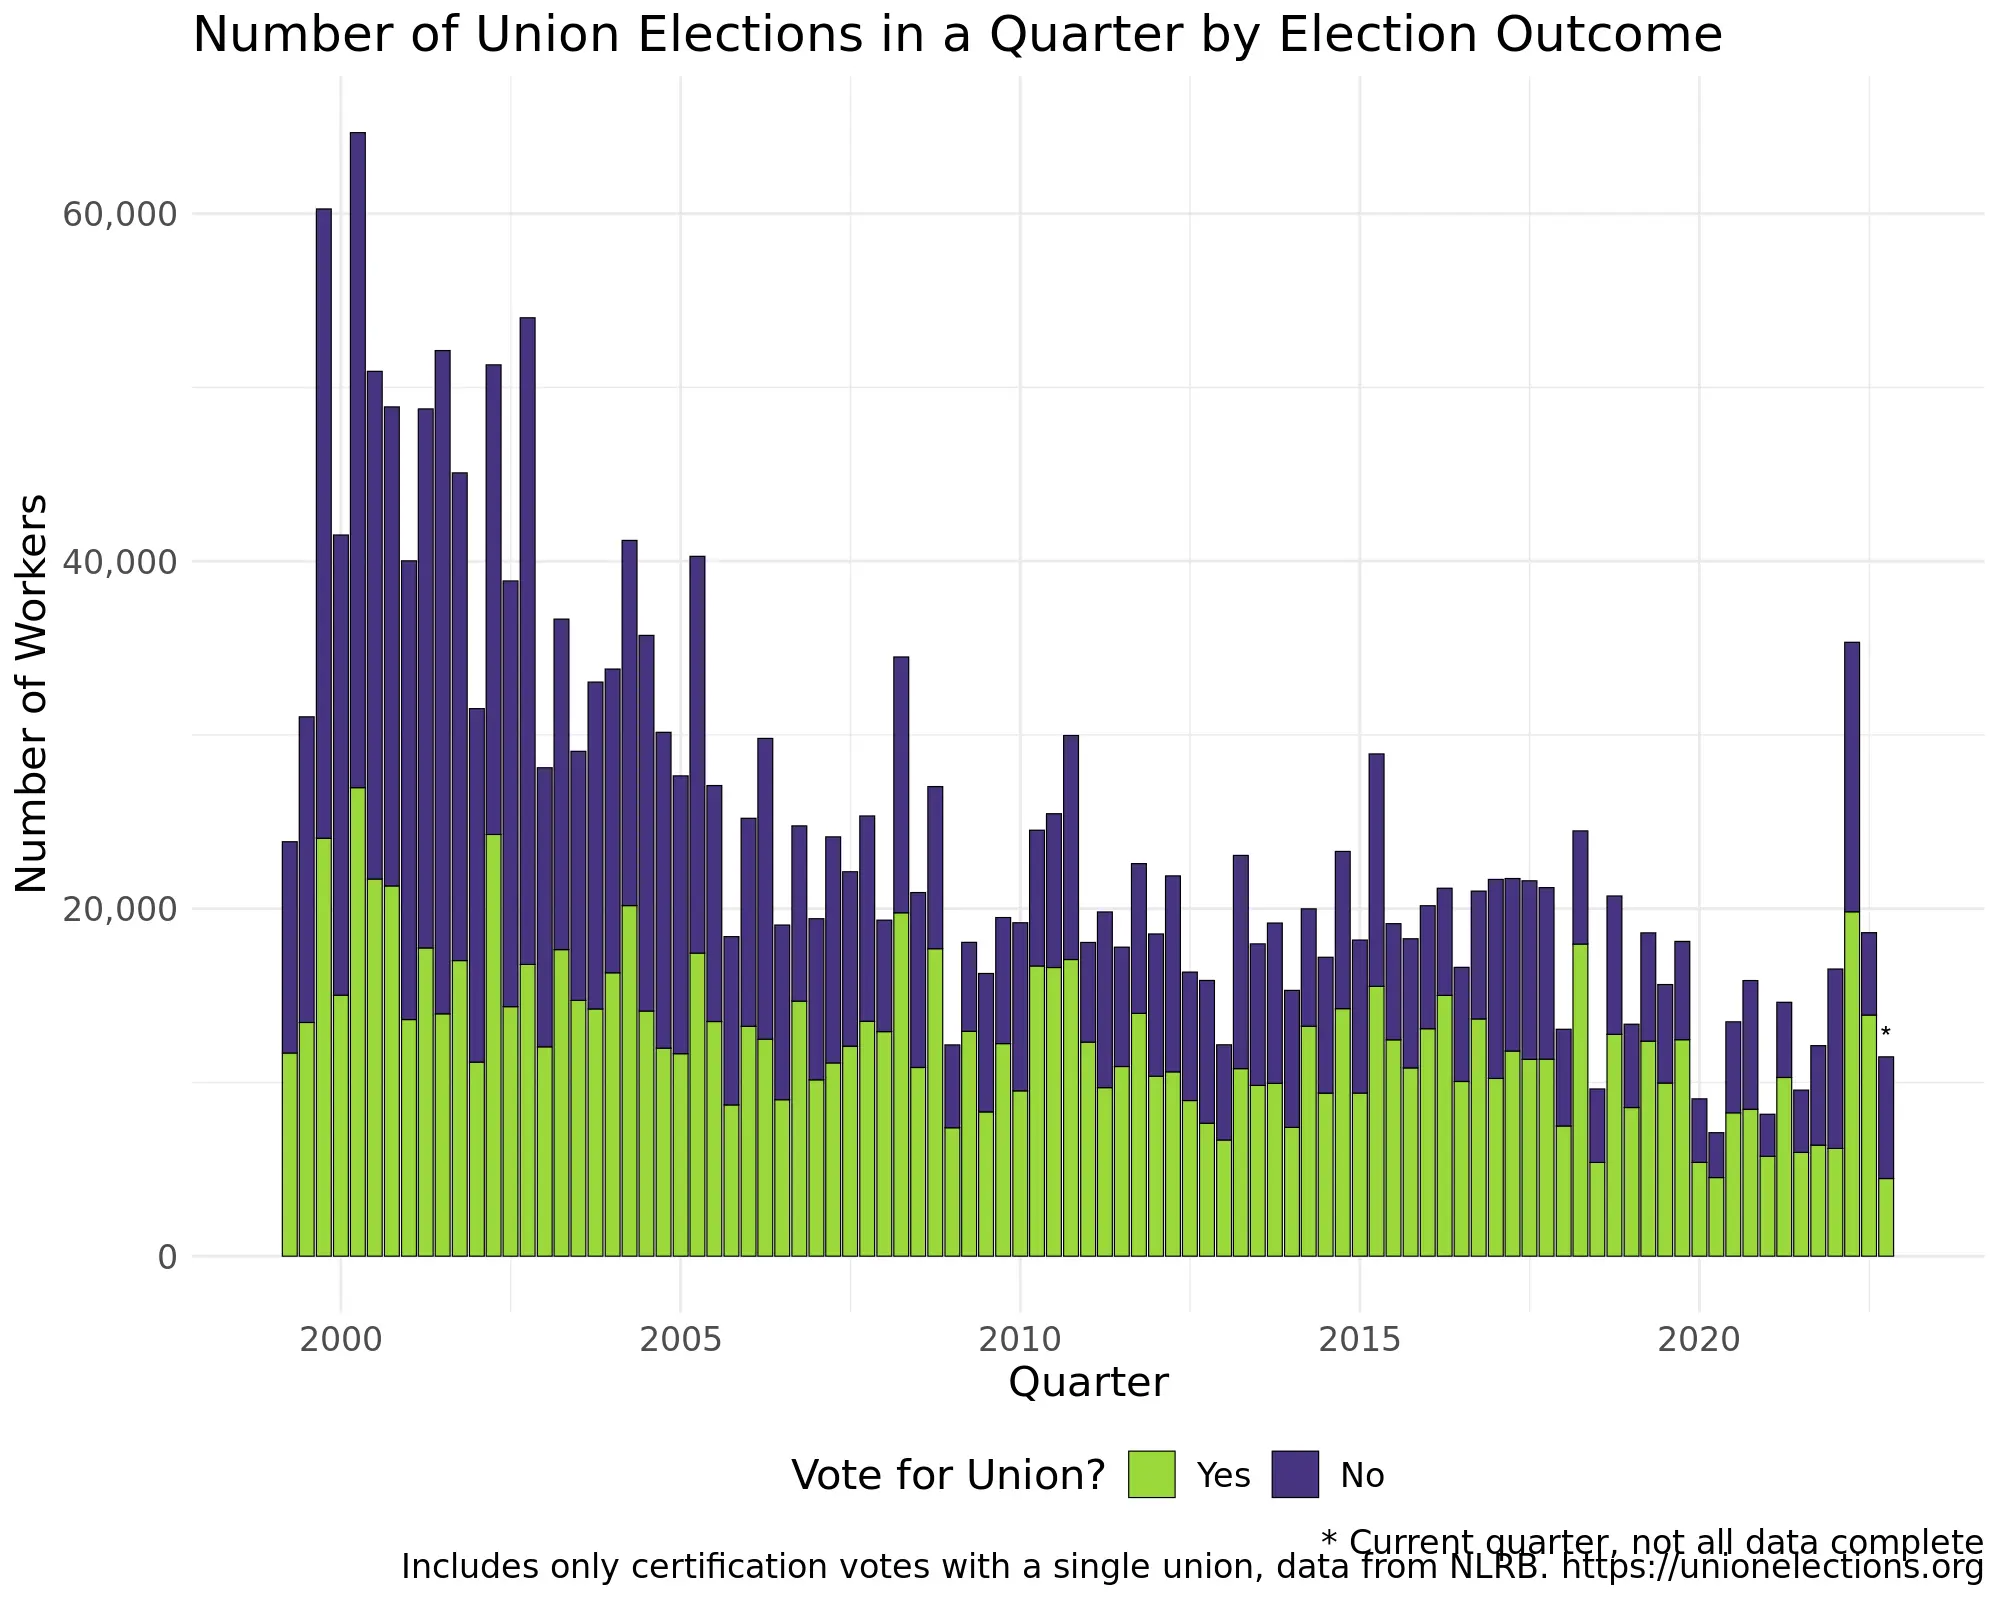 Number of Union Elections in a Quarter by Election Outcome
Number of Workers
60,000
40,000
20,000
0
*
2000 2005 2010 2015 2020
Quarter
Vote for Union? Yes No
* Current quarter, not all data complete
Includes only certification votes with a single union, data from NLRB. https://unionelections.org